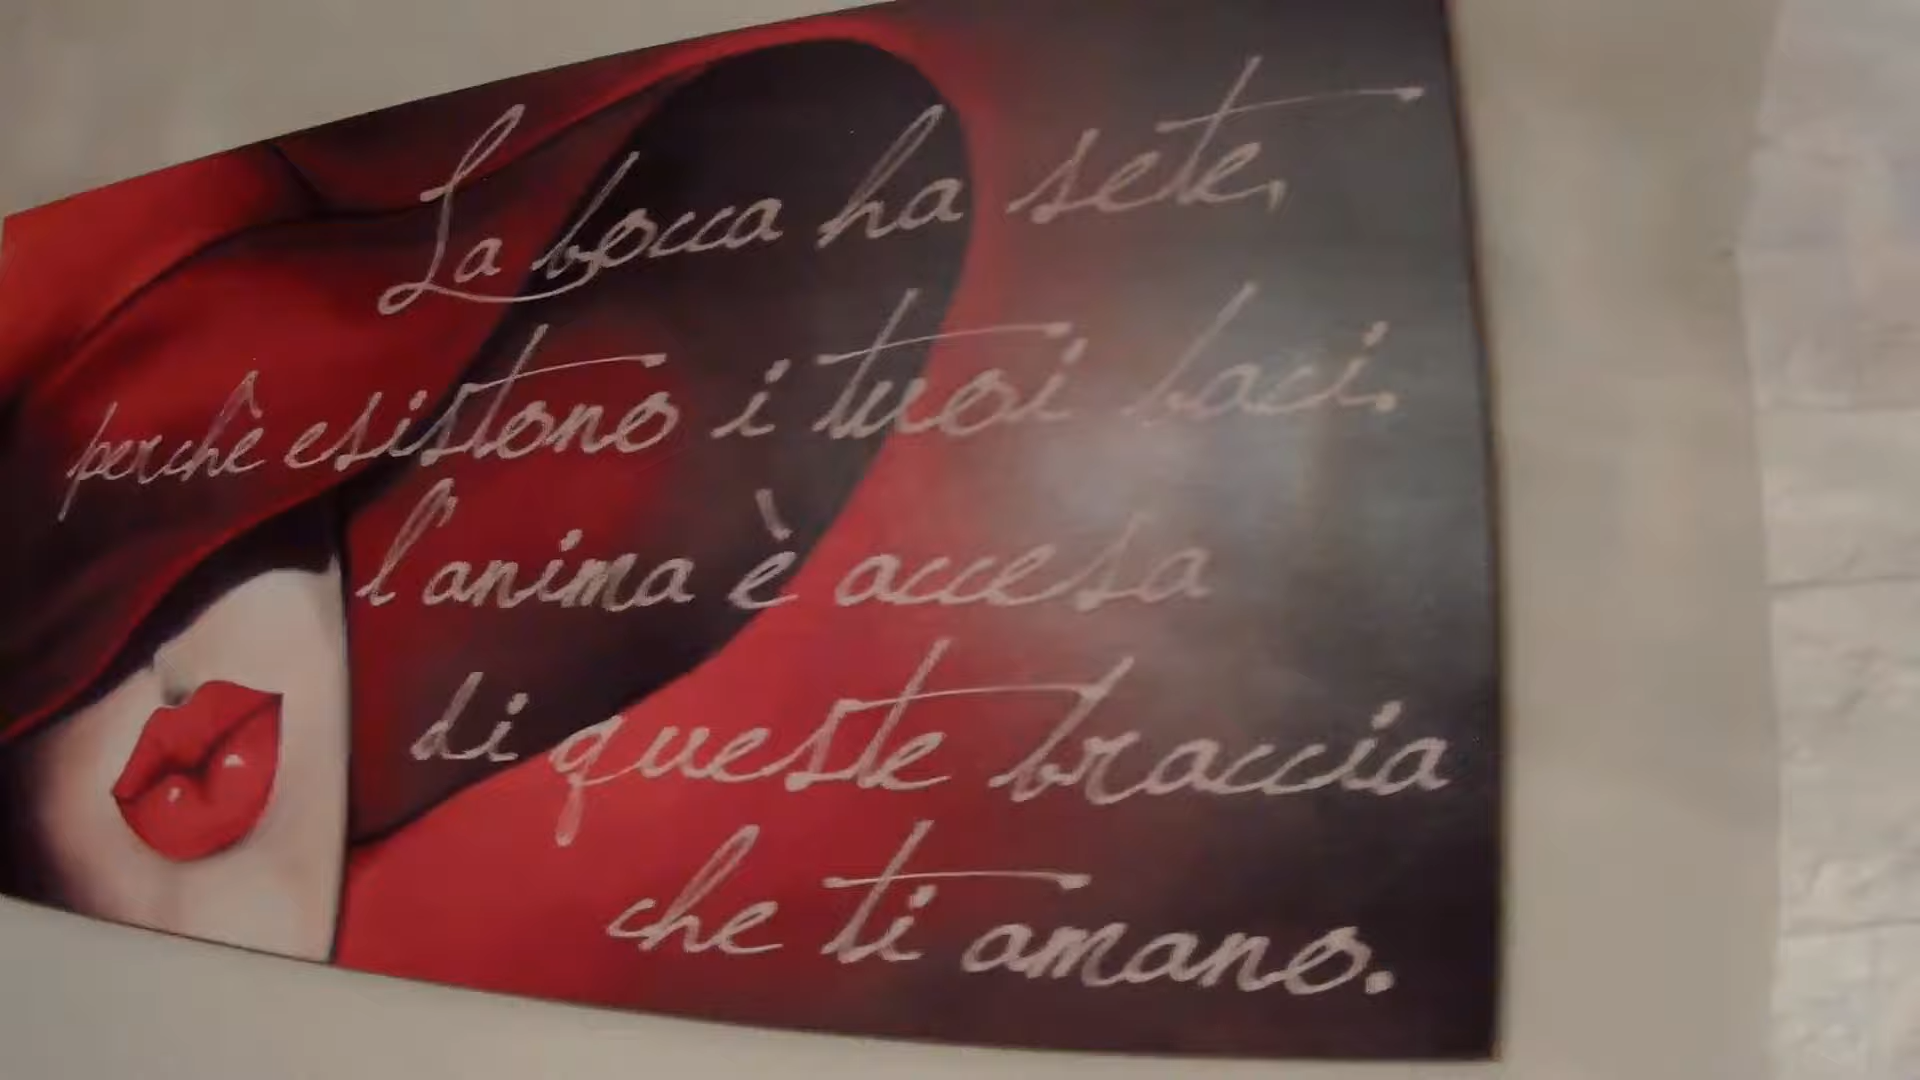 La bocca ha sete,
perchè esistono i tuoi baci.
l'anima è accesa
di queste braccia
che ti amano.